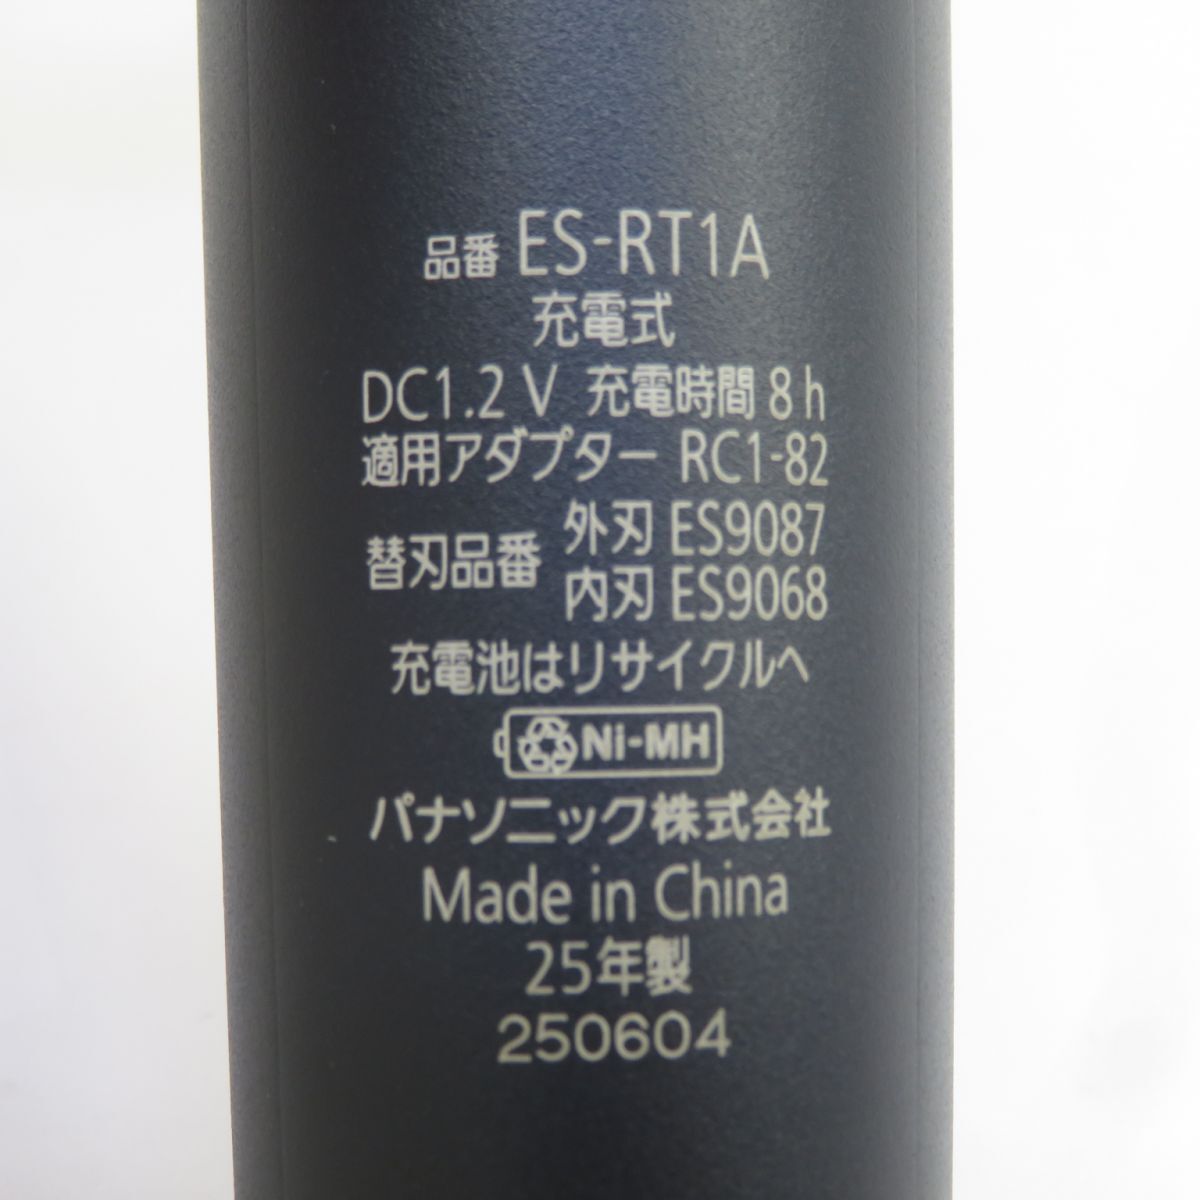 品番 ES-RT1A
充電式
DC1.2 V 充電時間 8 h
適用アダプター RC1-82
替刃品番 外刃 ES9087
内刃 ES9068
充電池はリサイクルへ
Ni-MH
パナソニック株式会社
Made in China
25年製
250604